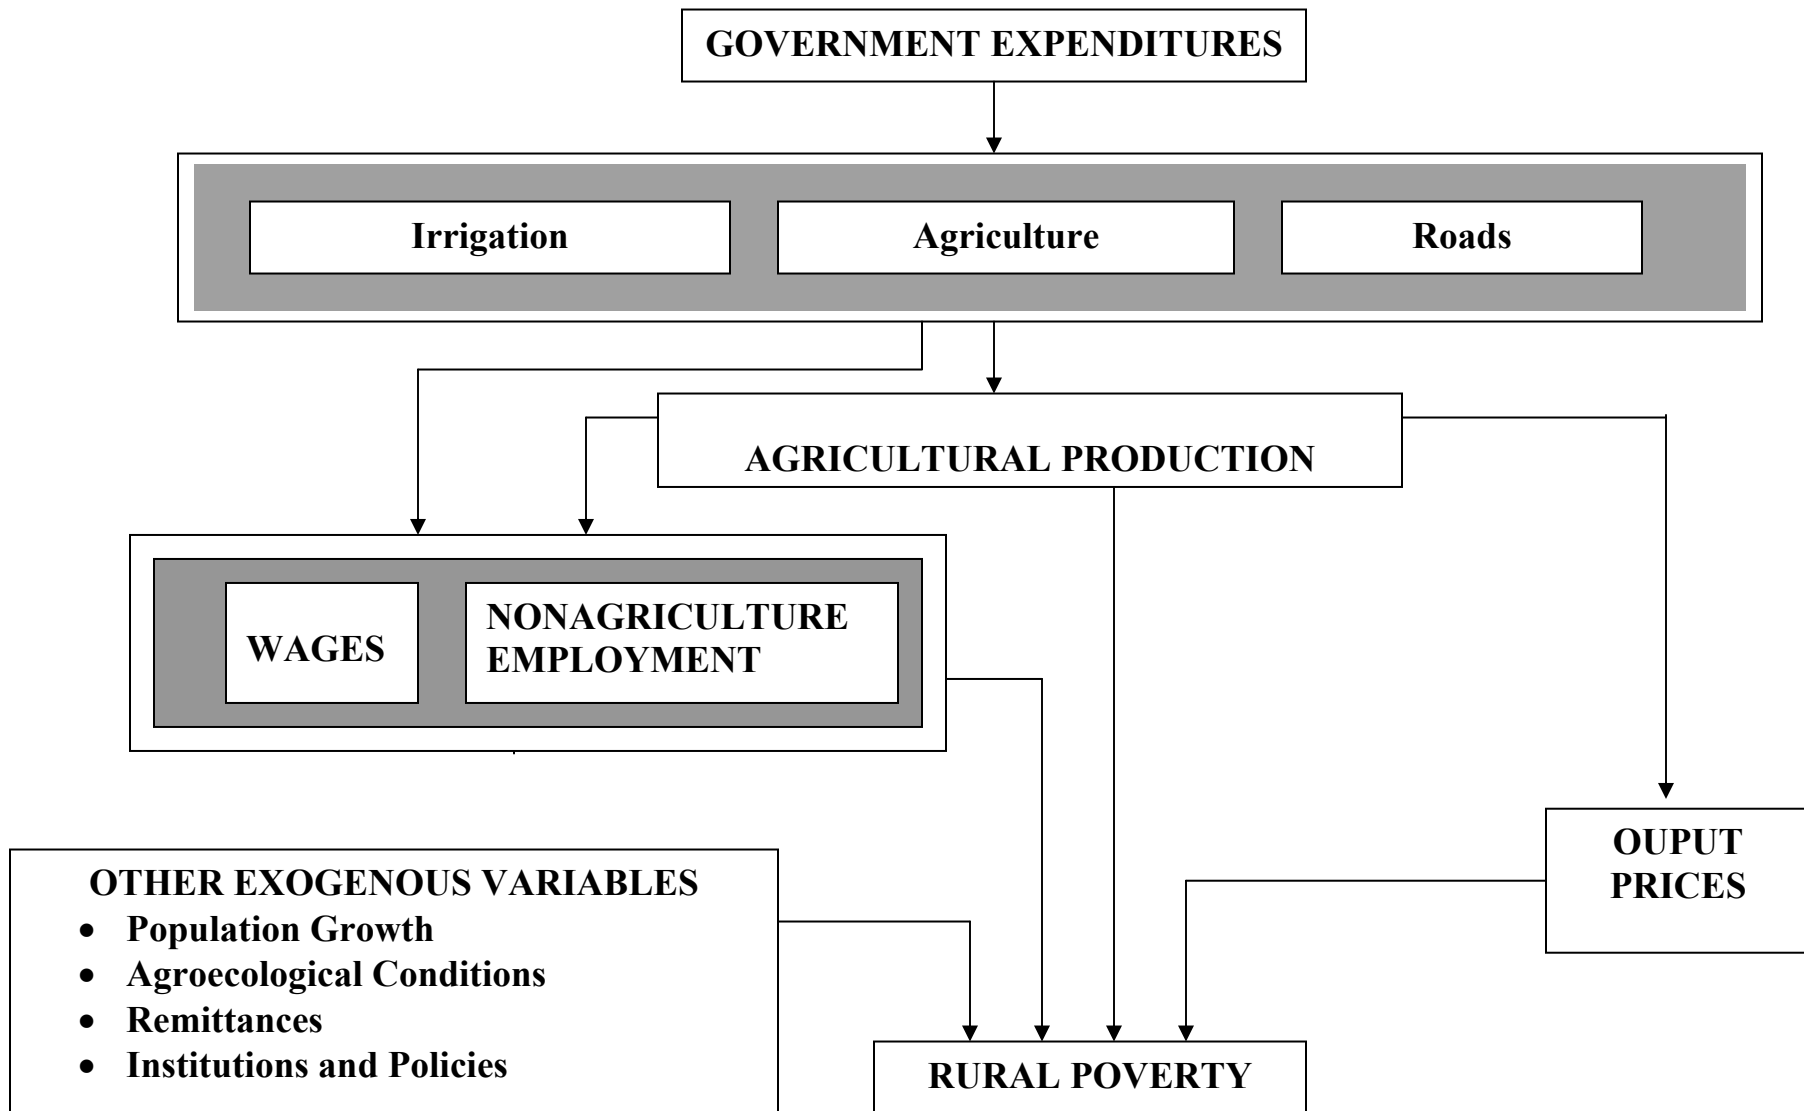 GOVERNMENT EXPENDITURES
Irrigation
Agriculture
Roads
AGRICULTURAL PRODUCTION
WAGES
NONAGRICULTURE
EMPLOYMENT
OUPUT
PRICES
OTHER EXOGENOUS VARIABLES
• Population Growth
• Agroecological Conditions
• Remittances
• Institutions and Policies
RURAL POVERTY